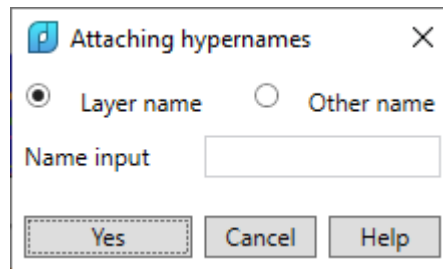 Attaching hypernames
Layer name Other name
Name input
Yes Cancel Help